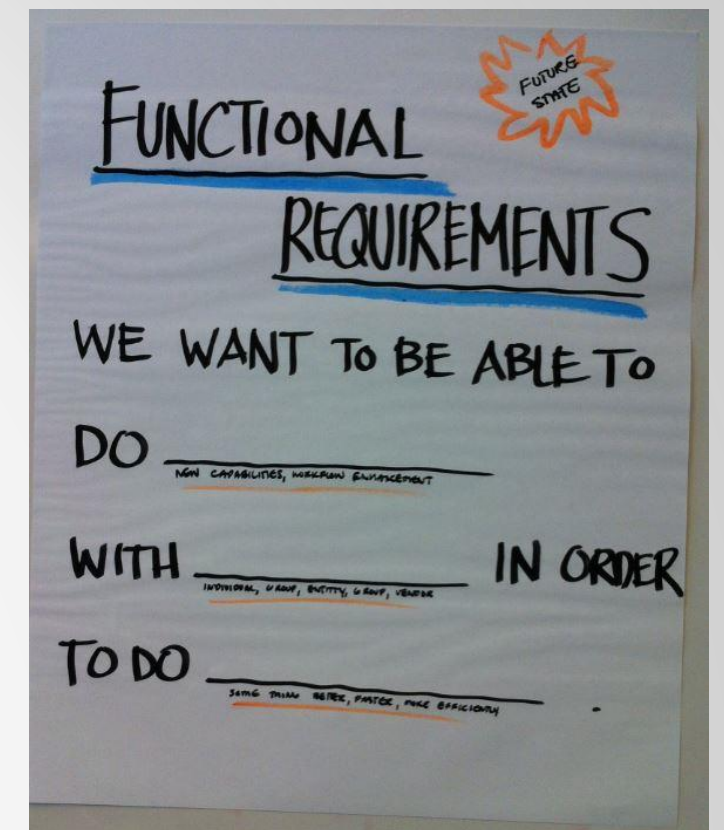 FUTURE
STATE
FUNCTIONAL
REQUIREMENTS
WE WANT TO BE ABLE TO
DO
NEW CAPABILITIES, WORKFLOW ENHANCEMENT
WITH IN ORDER
INDIVIDUAL, GROUP, ENTITY, GROUP, VENDOR
TO DO .
SOME THING BETTER, FASTER, MORE EFFICIENTLY